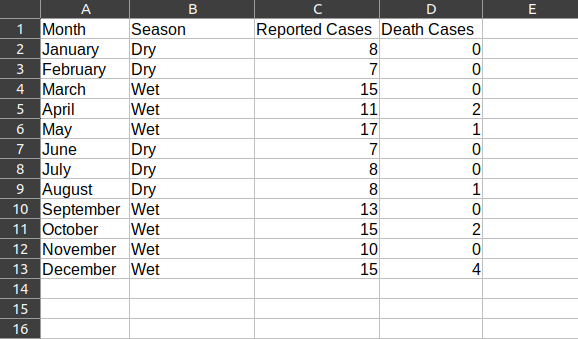 A B C D E
1 Month Season Reported Cases Death Cases
2 January Dry 8 0
3 February Dry 7 0
4 March Wet 15 0
5 April Wet 11 2
6 May Wet 17 1
7 June Dry 7 0
8 July Dry 8 0
9 August Dry 8 1
10 September Wet 13 0
11 October Wet 15 2
12 November Wet 10 0
13 December Wet 15 4
14
15
16